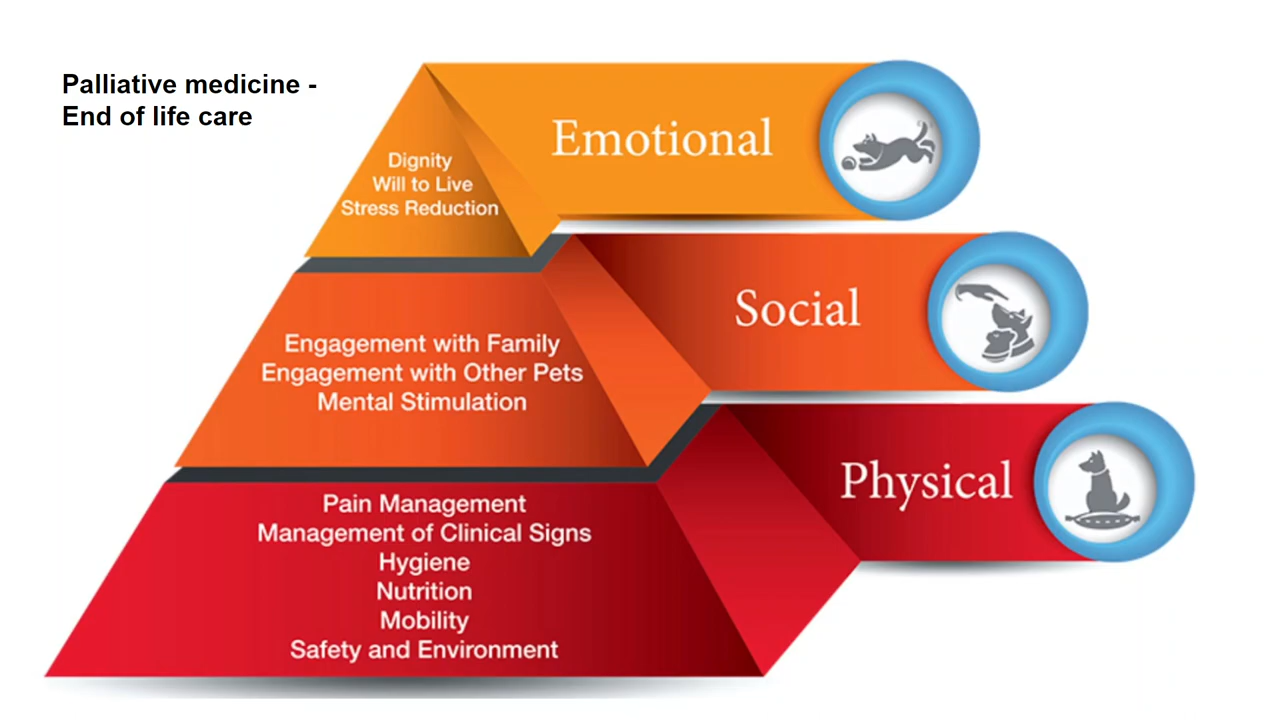 Palliative medicine -
End of life care
Emotional
Dignity
Will to Live
Stress Reduction
Social
Engagement with Family
Engagement with Other Pets
Mental Stimulation
Physical
Pain Management
Management of Clinical Signs
Hygiene
Nutrition
Mobility
Safety and Environment